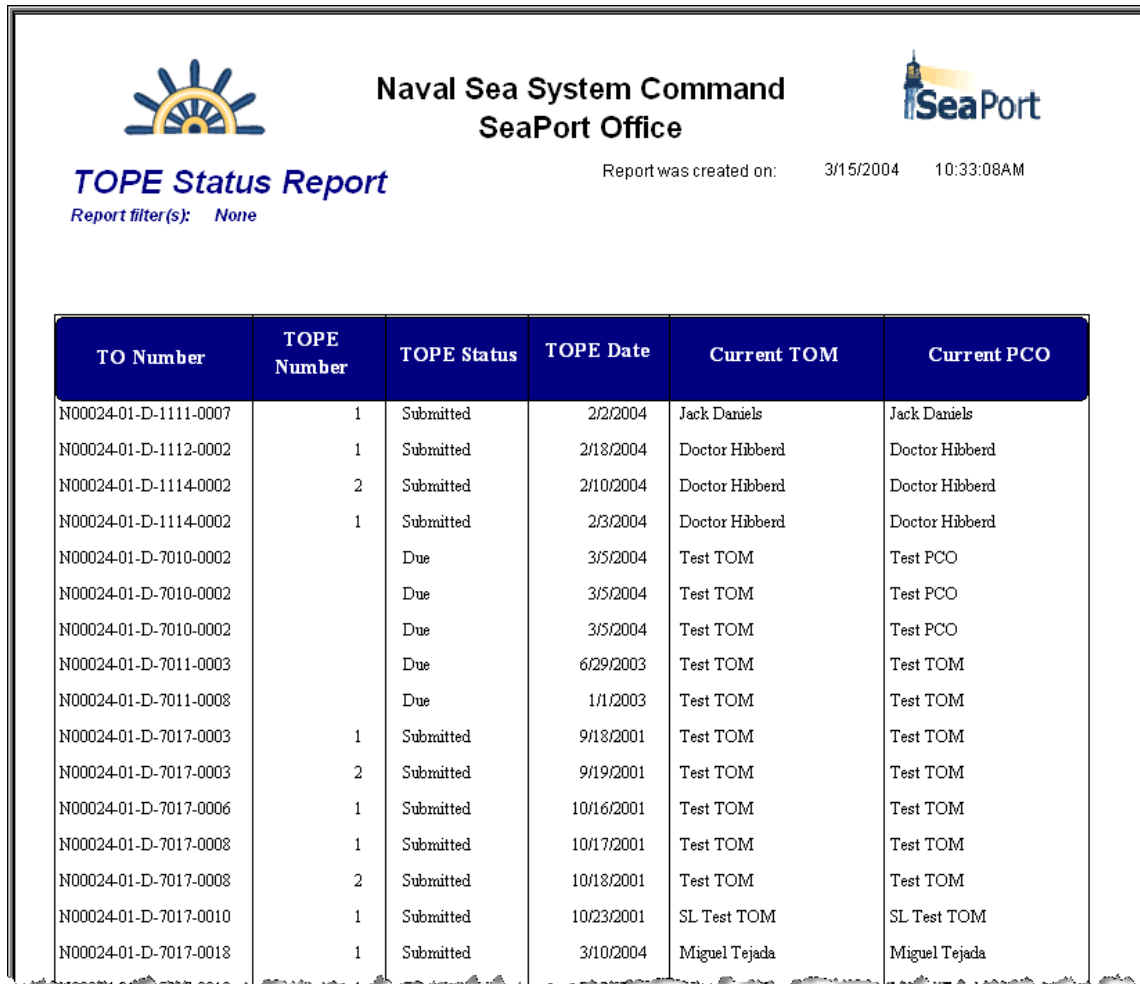 Naval Sea System Command
SeaPort Office
SeaPort
TOPE Status Report
Report was created on: 3/15/2004 10:33:08AM
Report filter(s): None
TO Number TOPE Number TOPE Status TOPE Date Current TOM Current PCO
N00024-01-D-1111-0007 1 Submitted 2/2/2004 Jack Daniels Jack Daniels
N00024-01-D-1112-0002 1 Submitted 2/18/2004 Doctor Hibberd Doctor Hibberd
N00024-01-D-1114-0002 2 Submitted 2/10/2004 Doctor Hibberd Doctor Hibberd
N00024-01-D-1114-0002 1 Submitted 2/3/2004 Doctor Hibberd Doctor Hibberd
N00024-01-D-7010-0002 Due 3/5/2004 Test TOM Test PCO
N00024-01-D-7010-0002 Due 3/5/2004 Test TOM Test PCO
N00024-01-D-7010-0002 Due 3/5/2004 Test TOM Test PCO
N00024-01-D-7011-0003 Due 6/29/2003 Test TOM Test TOM
N00024-01-D-7011-0008 Due 1/1/2003 Test TOM Test TOM
N00024-01-D-7017-0003 1 Submitted 9/18/2001 Test TOM Test TOM
N00024-01-D-7017-0003 2 Submitted 9/19/2001 Test TOM Test TOM
N00024-01-D-7017-0006 1 Submitted 10/16/2001 Test TOM Test TOM
N00024-01-D-7017-0008 1 Submitted 10/17/2001 Test TOM Test TOM
N00024-01-D-7017-0008 2 Submitted 10/18/2001 Test TOM Test TOM
N00024-01-D-7017-0010 1 Submitted 10/23/2001 SL Test TOM SL Test TOM
N00024-01-D-7017-0018 1 Submitted 3/10/2004 Miguel Tejada Miguel Tejada